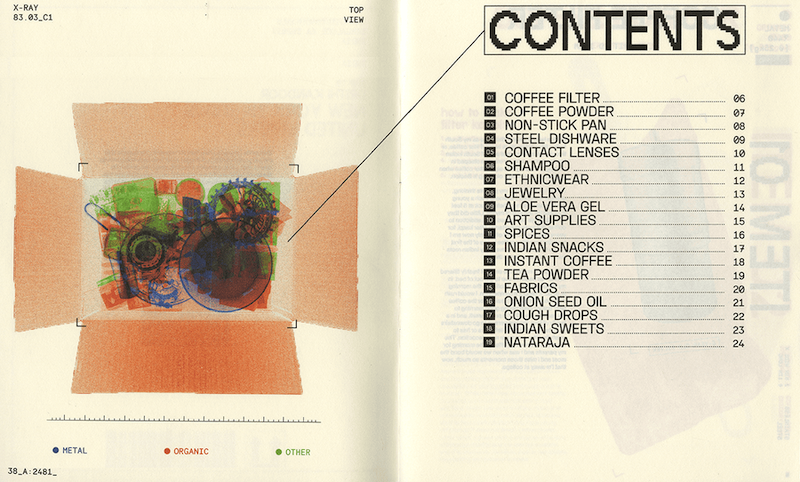 X-RAY
83.03_C1
TOP
VIEW
METAL
ORGANIC
OTHER
38_A:2481_
CONTENTS
01 COFFEE FILTER 06
02 COFFEE POWDER 07
03 NON-STICK PAN 08
04 STEEL DISHWARE 09
05 CONTACT LENSES 10
06 SHAMPOO 11
07 ETHNICWEAR 12
08 JEWELRY 13
09 ALOE VERA GEL 14
10 ART SUPPLIES 15
11 SPICES 16
12 INDIAN SNACKS 17
13 INSTANT COFFEE 18
14 TEA POWDER 19
15 FABRICS 20
16 ONION SEED OIL 21
17 COUGH DROPS 22
18 INDIAN SWEETS 23
19 NATARAJA 24